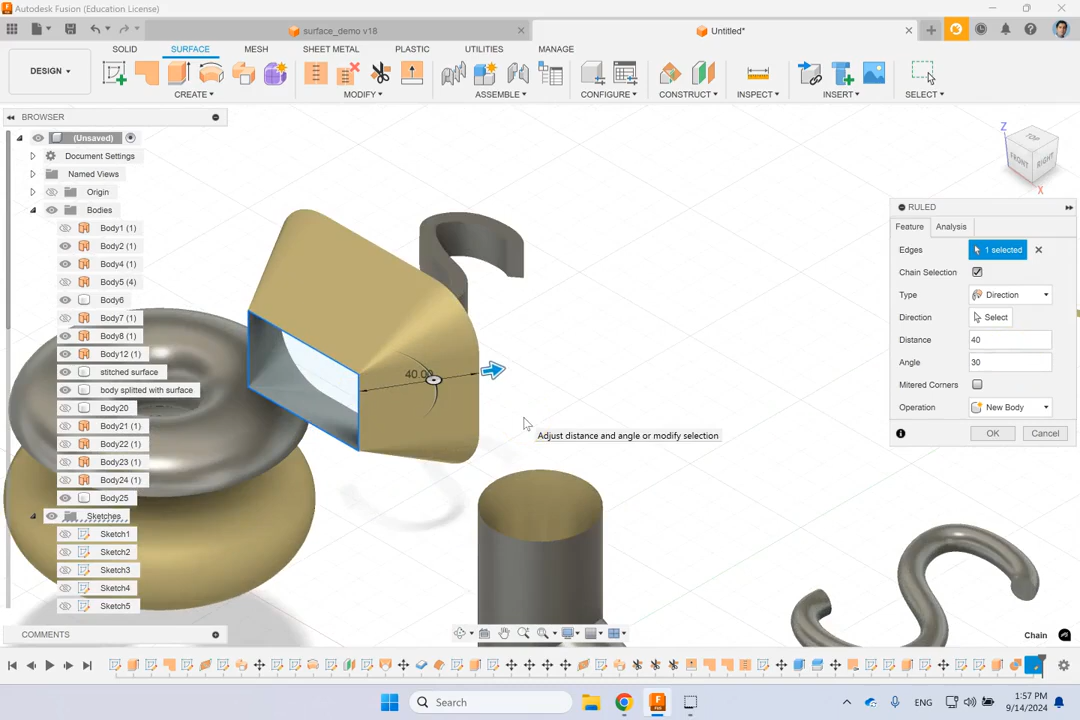 Autodesk Fusion (Education License)
surface_demo v18
Untitled*
DESIGN
SOLID
SURFACE
MESH
SHEET METAL
PLASTIC
UTILITIES
MANAGE
CREATE
MODIFY
ASSEMBLE
CONFIGURE
CONSTRUCT
INSPECT
INSERT
SELECT
BROWSER
(Unsaved)
Document Settings
Named Views
Origin
Bodies
Body1 (1)
Body2 (1)
Body4 (1)
Body5 (4)
Body6
Body7 (1)
Body8 (1)
Body12 (1)
stitched surface
body splitted with surface
Body20
Body21 (1)
Body22 (1)
Body23 (1)
Body24 (1)
Body25
Sketches
Sketch1
Sketch2
Sketch3
Sketch4
Sketch5
COMMENTS
40.00
Adjust distance and angle or modify selection
Z
TOP
FRONT
RIGHT
X
RULED
Feature
Analysis
Edges
1 selected
Chain Selection
Type
Direction
Direction
Select
Distance
40
Angle
30
Mitered Corners
Operation
New Body
OK
Cancel
Chain
Search
ENG
1:57 PM
9/14/2024